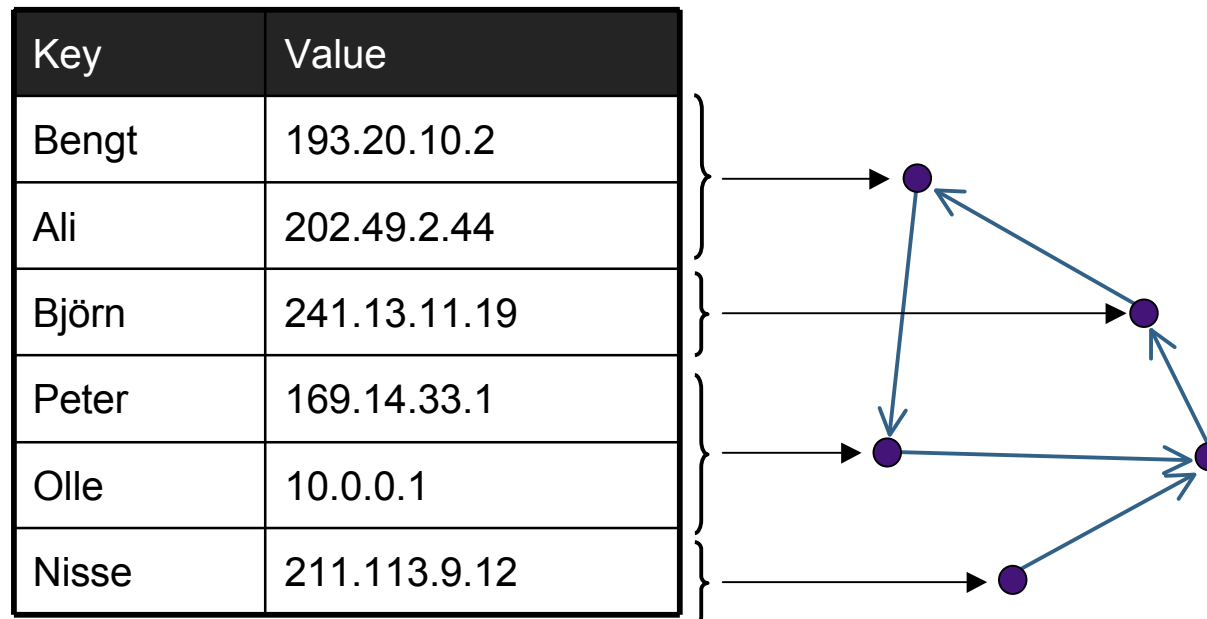 Key Value
Bengt 193.20.10.2
Ali 202.49.2.44
Björn 241.13.11.19
Peter 169.14.33.1
Olle 10.0.0.1
Nisse 211.113.9.12